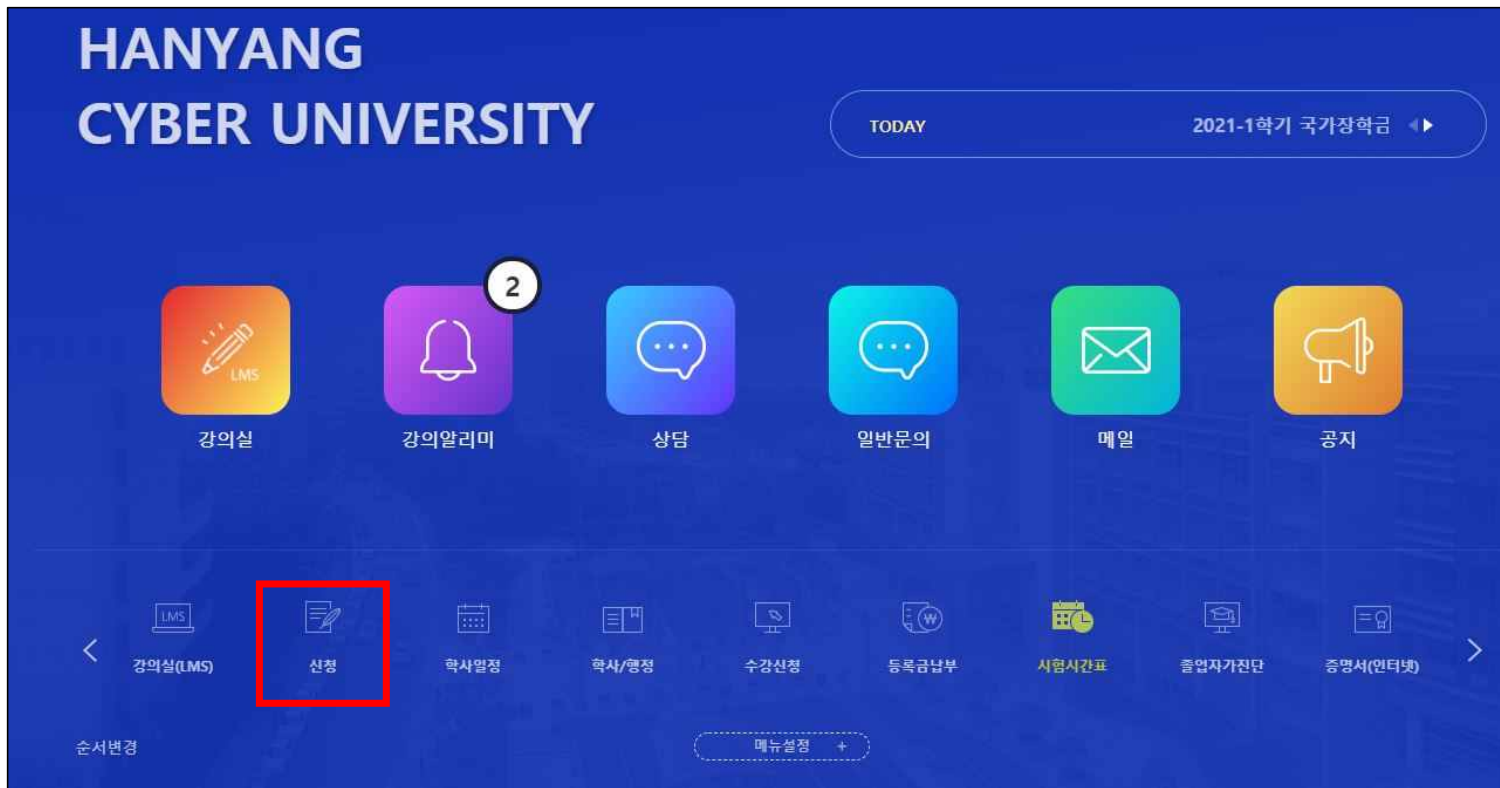 HANYANG
CYBER UNIVERSITY
TODAY 2021-1학기 국가장학금
2
LMS
강의실 강의알리미 상담 일반문의 메일 공지
LMS
강의실(LMS) 신청 학사일정 학사/행정 수강신청 등록금납부 시험시간표 졸업자가진단 증명서(인터넷)
순서변경 메뉴설정 +